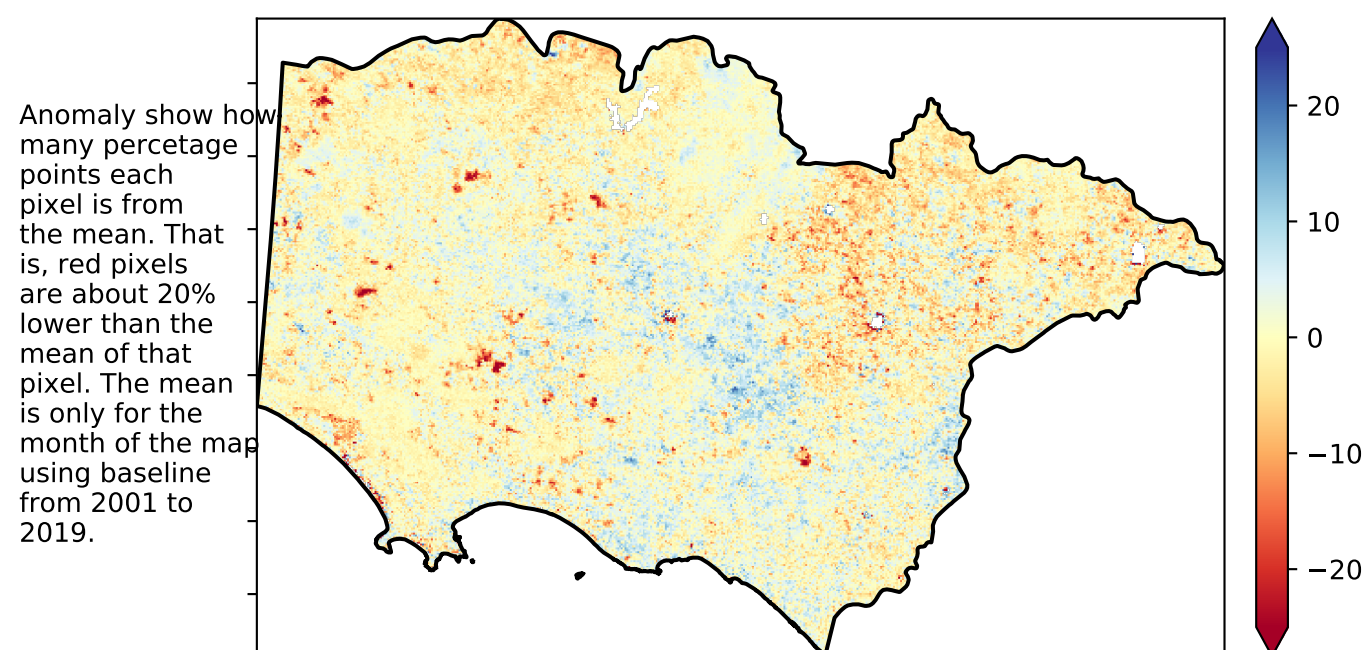 Anomaly show how
many percetage
points each
pixel is from
the mean. That
is, red pixels
are about 20%
lower than the
mean of that
pixel. The mean
is only for the
month of the map
using baseline
from 2001 to
2019.
20
10
0
−10
−20